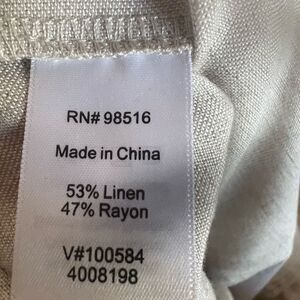 RN# 98516
Made in China
53% Linen
47% Rayon
V#100584
4008198